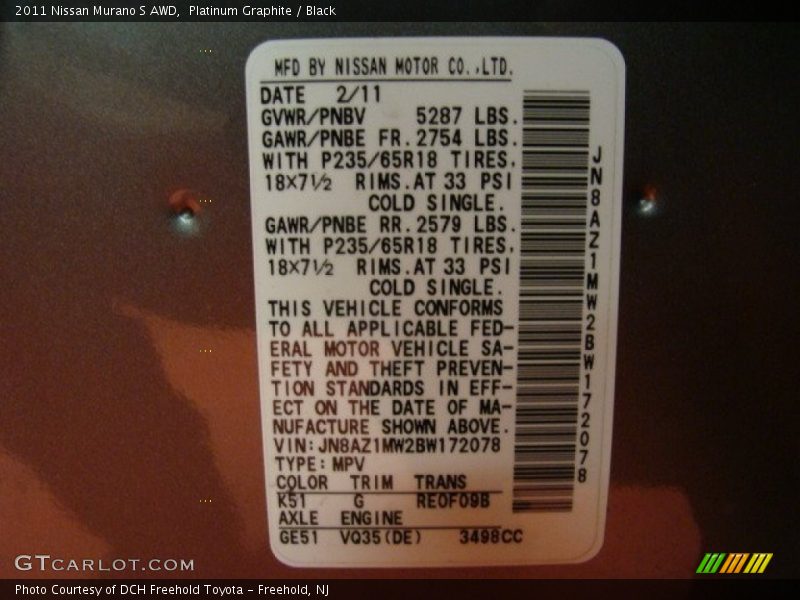 2011 Nissan Murano S AWD,  Platinum Graphite / Black
MFD BY NISSAN MOTOR CO.,LTD.
DATE 2/11
GVWR/PNBV 5287 LBS.
GAWR/PNBE FR. 2754 LBS.
WITH P235/65R18 TIRES.
18×7½ RIMS. AT 33 PSI
COLD SINGLE.
GAWR/PNBE RR. 2579 LBS.
WITH P235/65R18 TIRES.
18×7½ RIMS. AT 33 PSI
COLD SINGLE.
THIS VEHICLE CONFORMS
TO ALL APPLICABLE FED-
ERAL MOTOR VEHICLE SA-
FETY AND THEFT PREVEN-
TION STANDARDS IN EFF-
ECT ON THE DATE OF MA-
NUFACTURE SHOWN ABOVE.
VIN: JN8AZ1MW2BW172078
TYPE: MPV
COLOR TRIM TRANS
K51 G RE0F09B
AXLE ENGINE
GE51 VQ35(DE) 3498CC
JN8AZ1MW2BW172078
GTCARLOT.COM
Photo Courtesy of DCH Freehold Toyota - Freehold, NJ